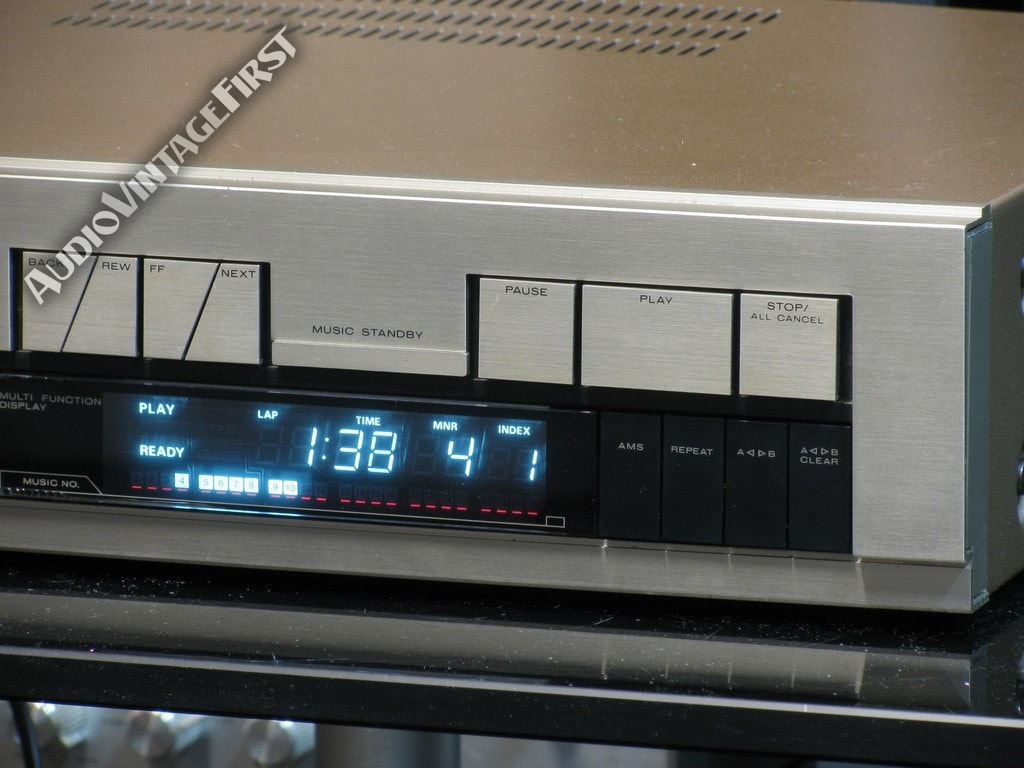 AUDIOVINTAGEFIRST
BACK REW FF NEXT
MUSIC STANDBY
PAUSE
PLAY
STOP/
ALL CANCEL
MULTI FUNCTION
DISPLAY
PLAY LAP TIME MNR INDEX
READY 1:38 4 1
4 5 6 7 8 9 10
MUSIC NO.
AMS
REPEAT
A◁▷B
A◁▷B
CLEAR